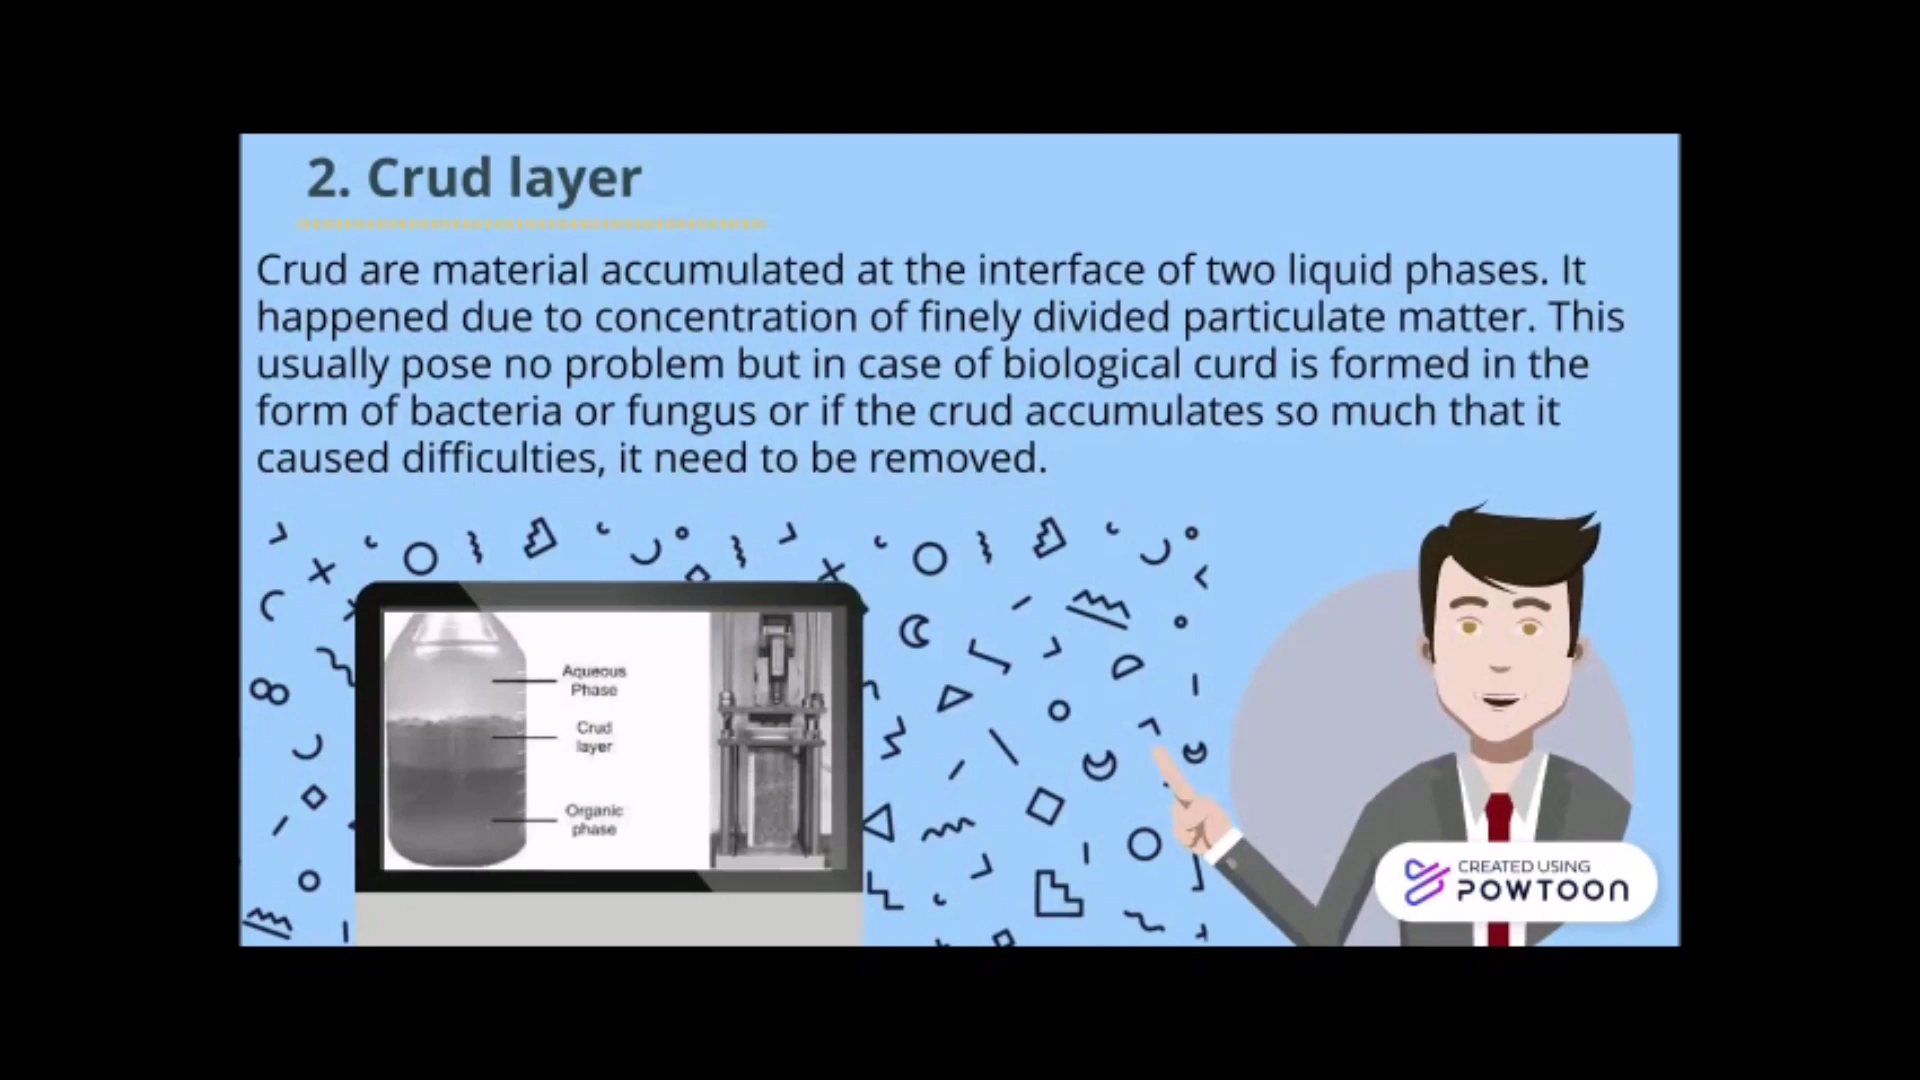 2. Crud layer
Crud are material accumulated at the interface of two liquid phases. It
happened due to concentration of finely divided particulate matter. This
usually pose no problem but in case of biological curd is formed in the
form of bacteria or fungus or if the crud accumulates so much that it
caused difficulties, it need to be removed.
Aqueous
Phase
Crud
layer
Organic
phase
CREATED USING
POWTOON